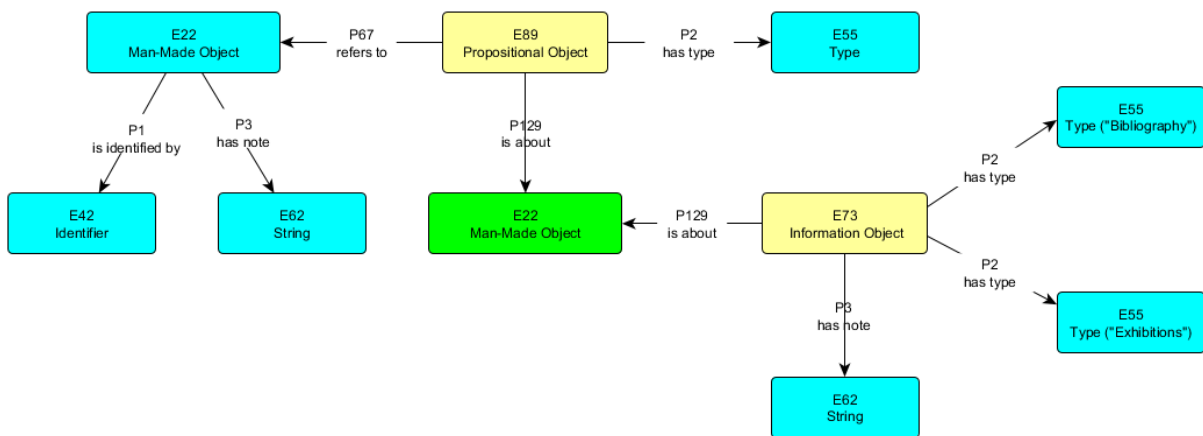 E22
Man-Made Object
P67
refers to
E89
Propositional Object
P2
has type
E55
Type
P1
is identified by
P3
has note
P129
is about
E55
Type ("Bibliography")
P2
has type
E42
Identifier
E62
String
E22
Man-Made Object
P129
is about
E73
Information Object
P2
has type
P3
has note
E55
Type ("Exhibitions")
E62
String